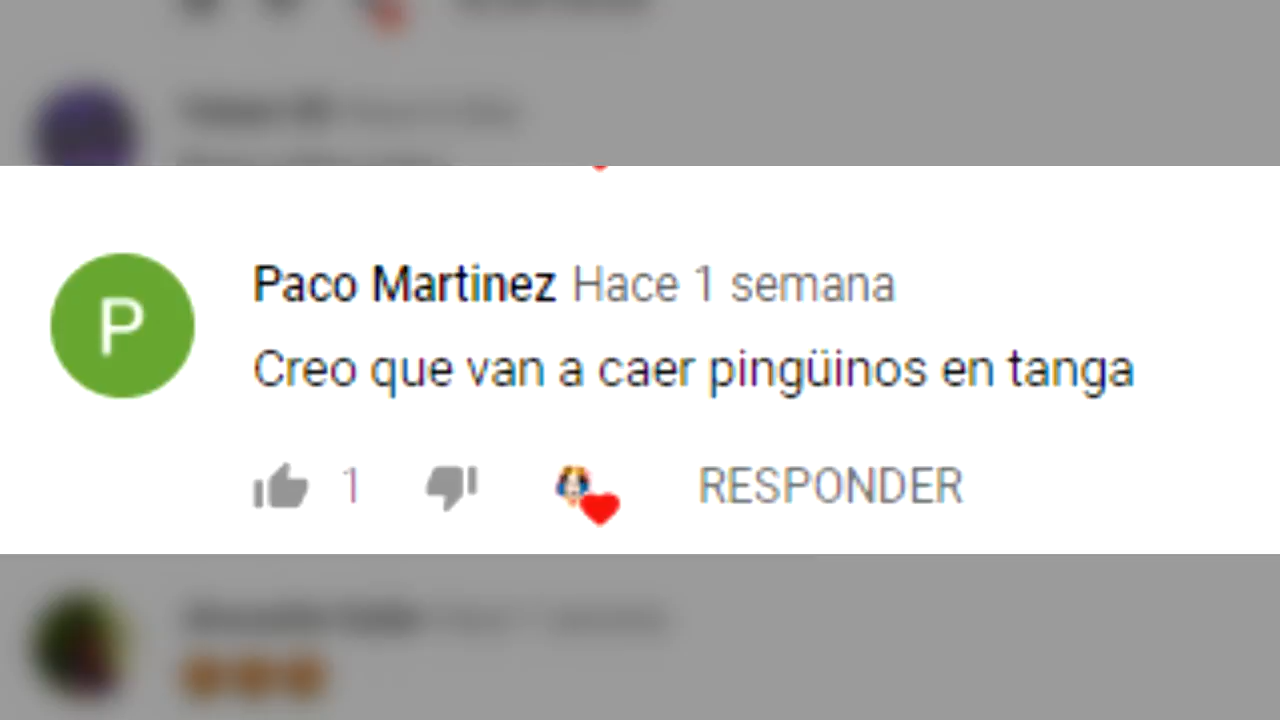 P
Paco Martinez Hace 1 semana
Creo que van a caer pingüinos en tanga
1
RESPONDER